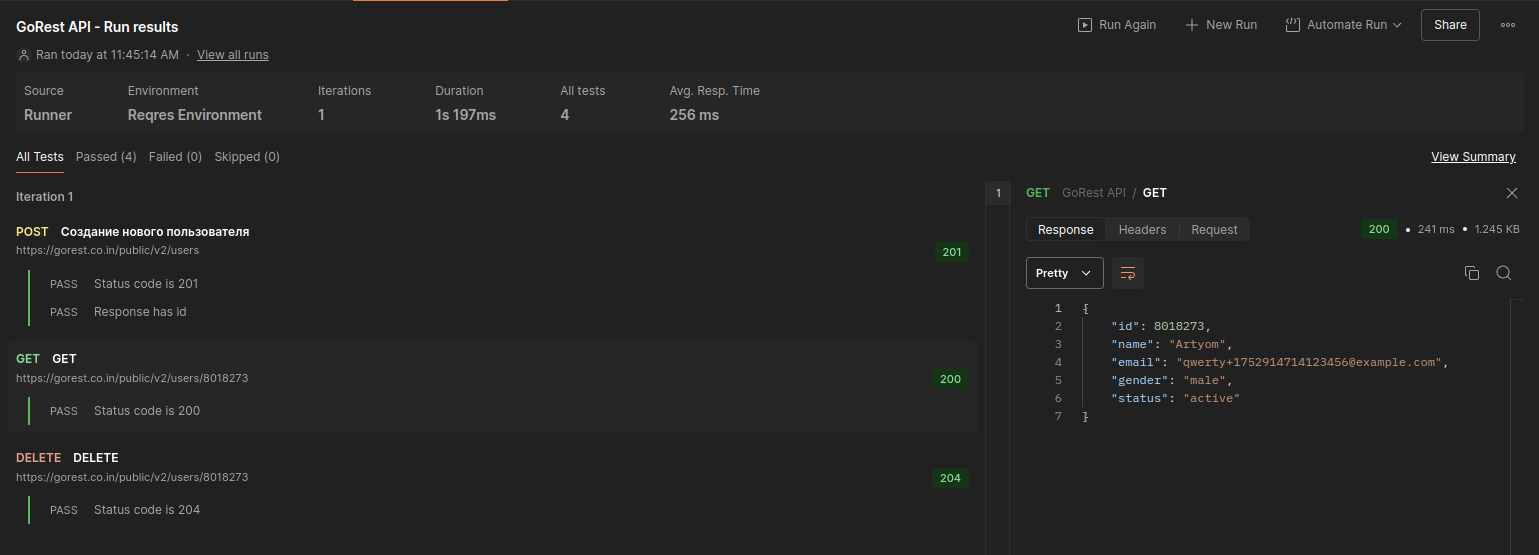 GoRest API - Run results
Run Again
New Run
Automate Run
Share
Ran today at 11:45:14 AM · View all runs
Source Environment Iterations Duration All tests Avg. Resp. Time
Runner Reqres Environment 1 1s 197ms 4 256 ms
All Tests Passed (4) Failed (0) Skipped (0) View Summary
Iteration 1
POST Создание нового пользователя
https://gorest.co.in/public/v2/users
201
PASS Status code is 201
PASS Response has id
GET GET
https://gorest.co.in/public/v2/users/8018273
200
PASS Status code is 200
DELETE DELETE
https://gorest.co.in/public/v2/users/8018273
204
PASS Status code is 204
1
GET GoRest API / GET
Response Headers Request 200 • 241 ms • 1.245 KB
Pretty
1 {
2 "id": 8018273,
3 "name": "Artyom",
4 "email": "qwerty+1752914714123456@example.com",
5 "gender": "male",
6 "status": "active"
7 }